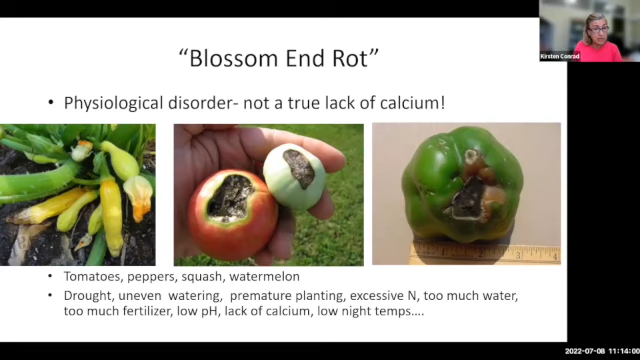 Kirsten Conrad
“Blossom End Rot”
• Physiological disorder- not a true lack of calcium!
• Tomatoes, peppers, squash, watermelon
• Drought, uneven watering, premature planting, excessive N, too much water,
too much fertilizer, low pH, lack of calcium, low night temps….
2022-07-08 11:14:00